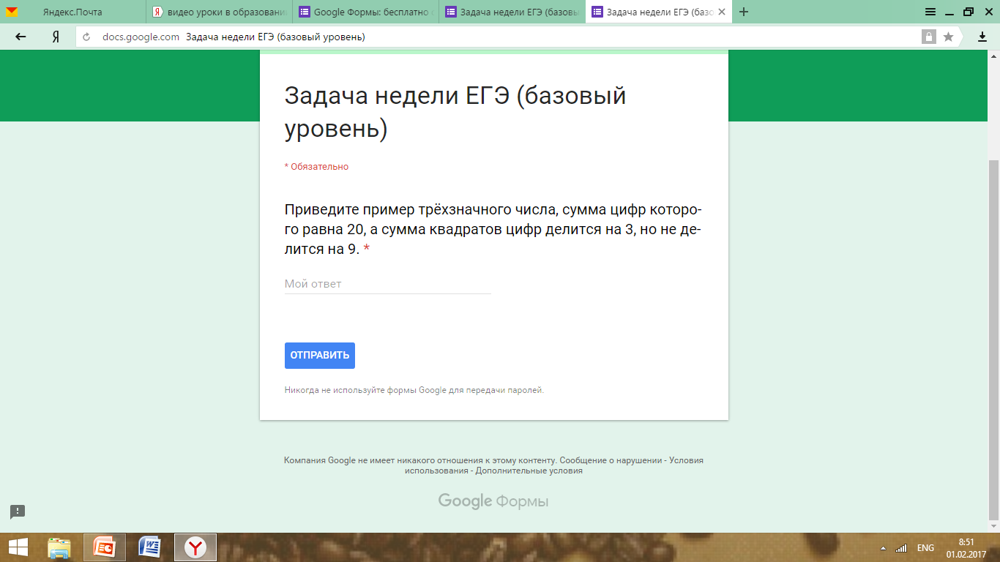 Яндекс.Почта
видео уроки в образовани
Google Формы: бесплатно с
Задача недели ЕГЭ (базовы
Задача недели ЕГЭ (базо
docs.google.com Задача недели ЕГЭ (базовый уровень)
Задача недели ЕГЭ (базовый
уровень)
* Обязательно
Приведите пример трёхзначного числа, сумма цифр которо-
го равна 20, а сумма квадратов цифр делится на 3, но не де-
лится на 9. *
Мой ответ
ОТПРАВИТЬ
Никогда не используйте формы Google для передачи паролей.
Компания Google не имеет никакого отношения к этому контенту. Сообщение о нарушении - Условия
использования - Дополнительные условия
Google Формы
ENG
8:51
01.02.2017